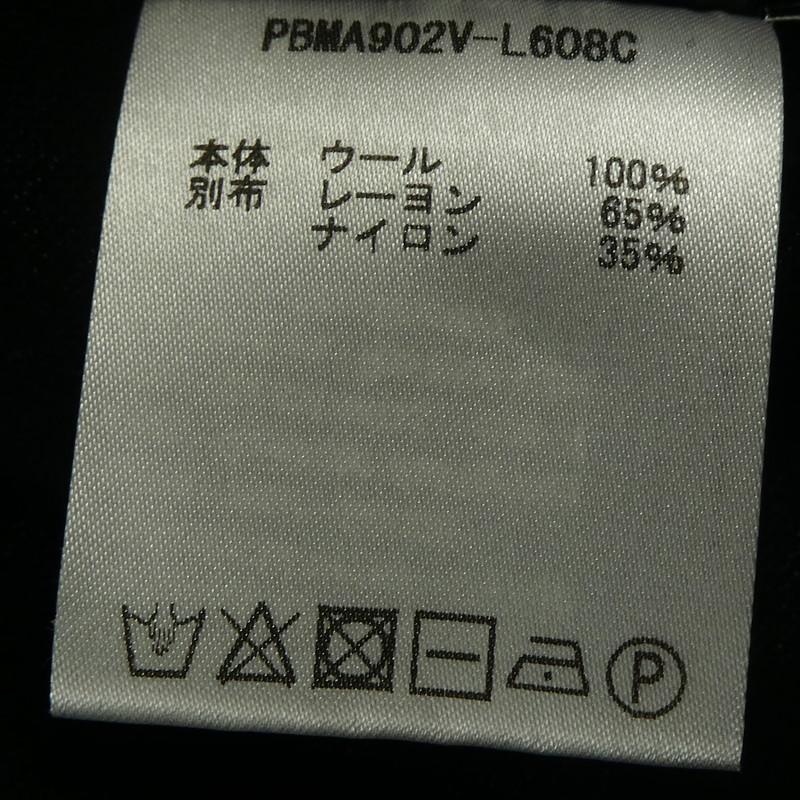 PBMA902V-L608C
本体 ウール 100%
別布 レーヨン 65%
ナイロン 35%
P